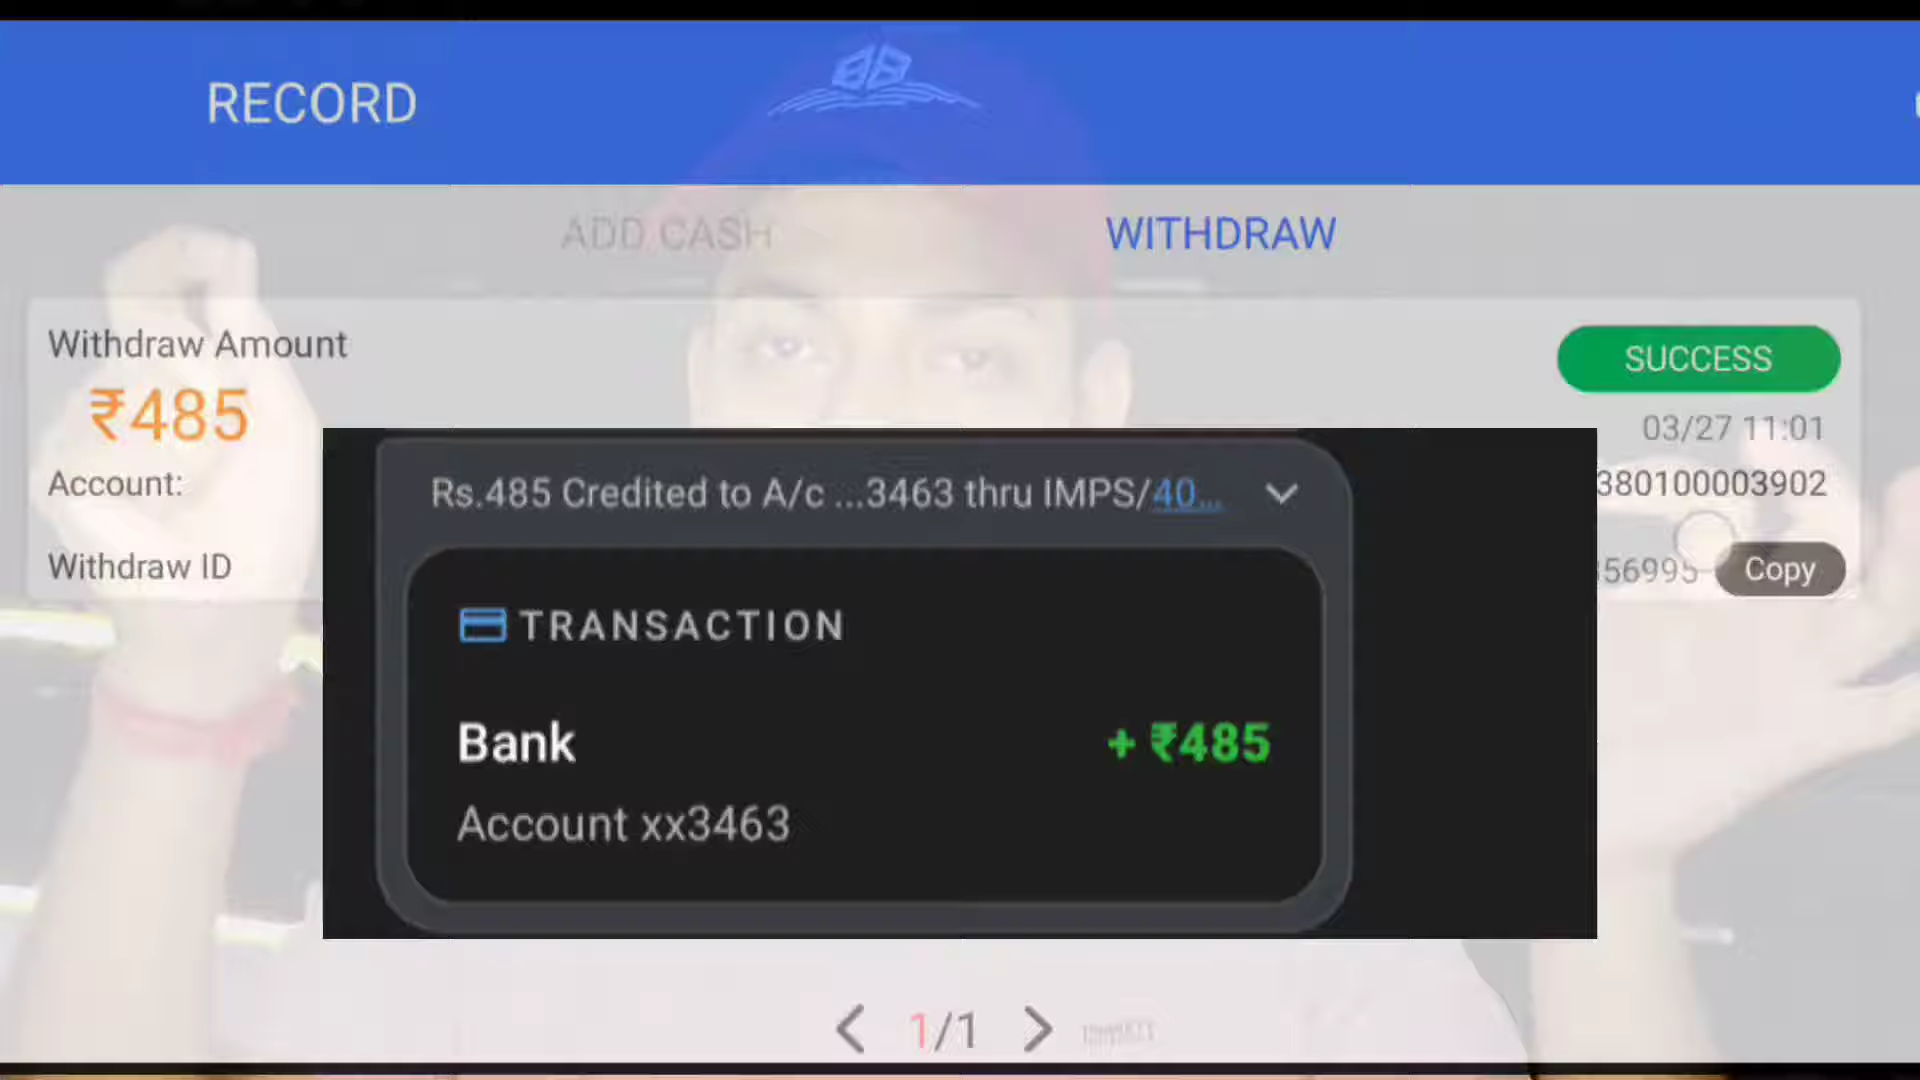 RECORD
ADD CASH
WITHDRAW
Withdraw Amount
SUCCESS
₹485
03/27 11:01
Account:
380100003902
Rs.485 Credited to A/c ...3463 thru IMPS/40...
Withdraw ID
56995
Copy
TRANSACTION
Bank
+ ₹485
Account xx3463
1/1